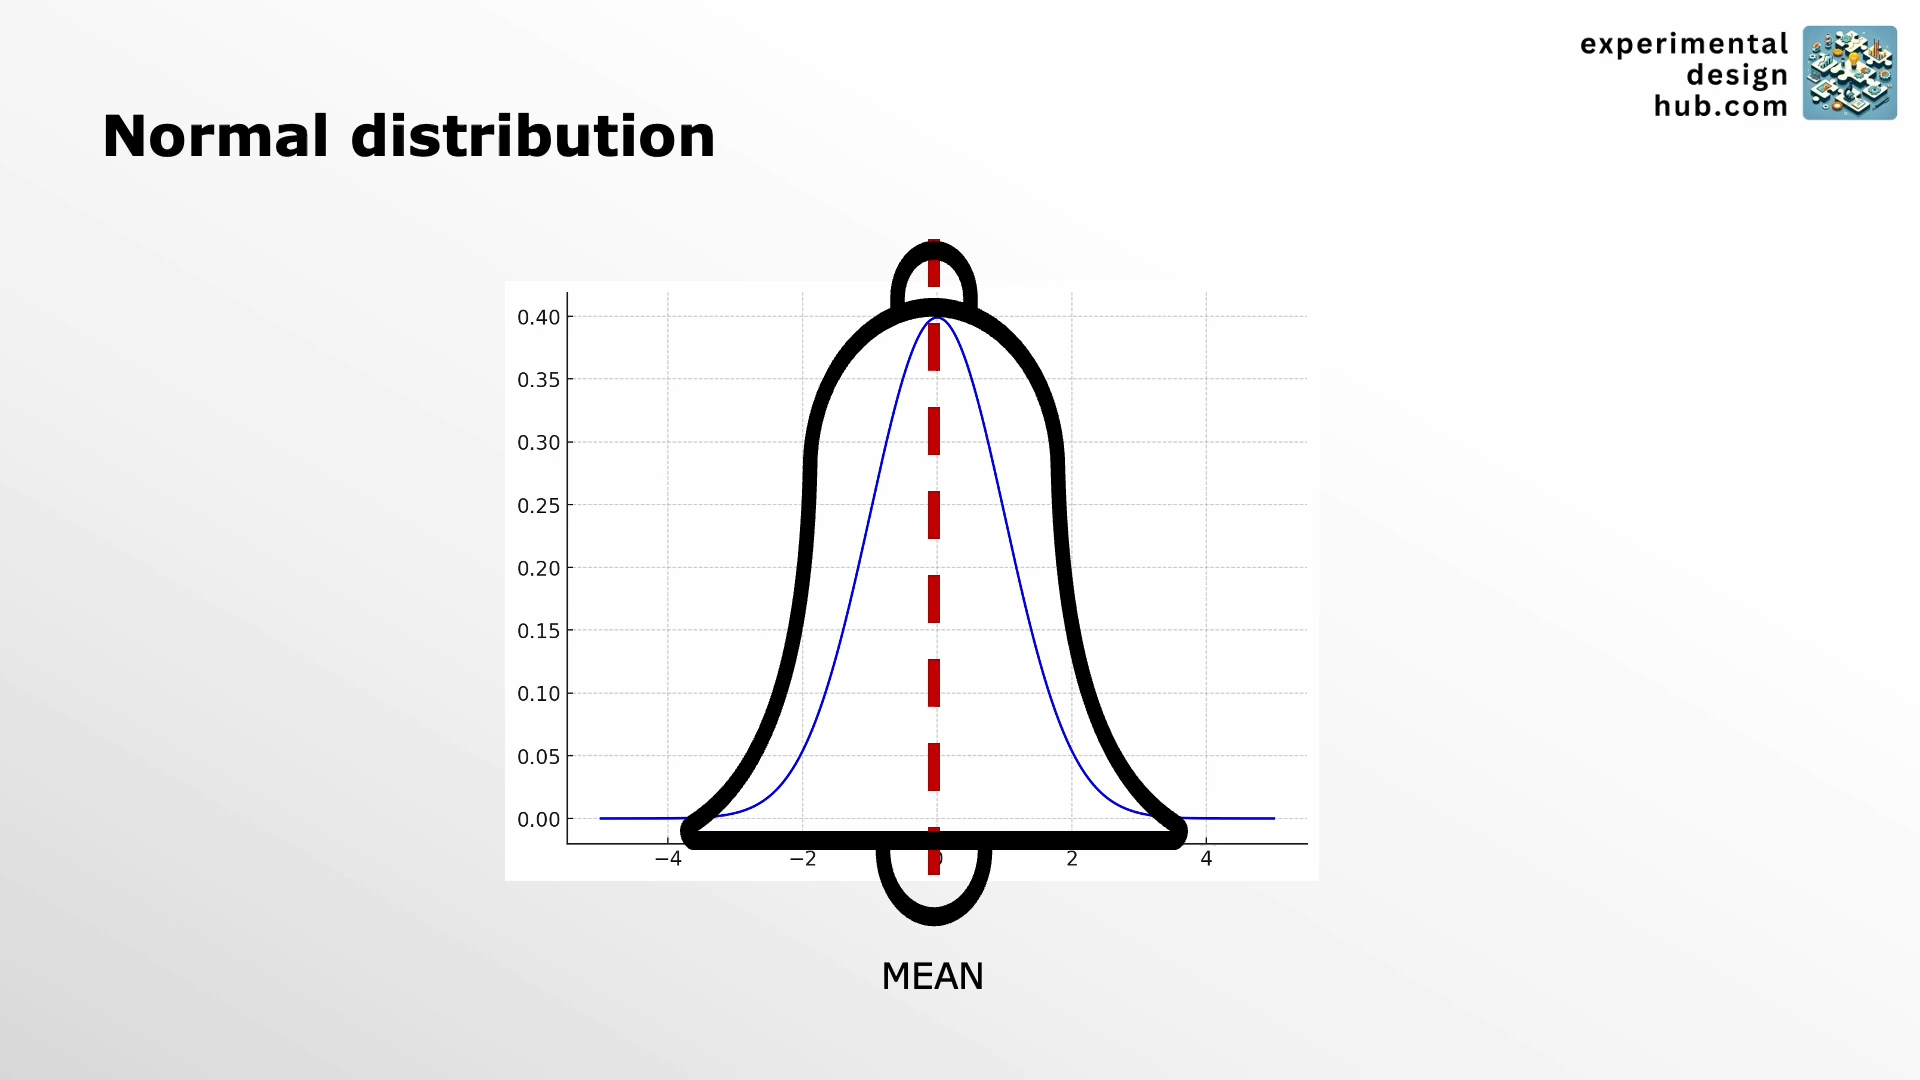 experimental
design
hub.com
Normal distribution
0.40
0.35
0.30
0.25
0.20
0.15
0.10
0.05
0.00
−4 −2 0 2 4
MEAN